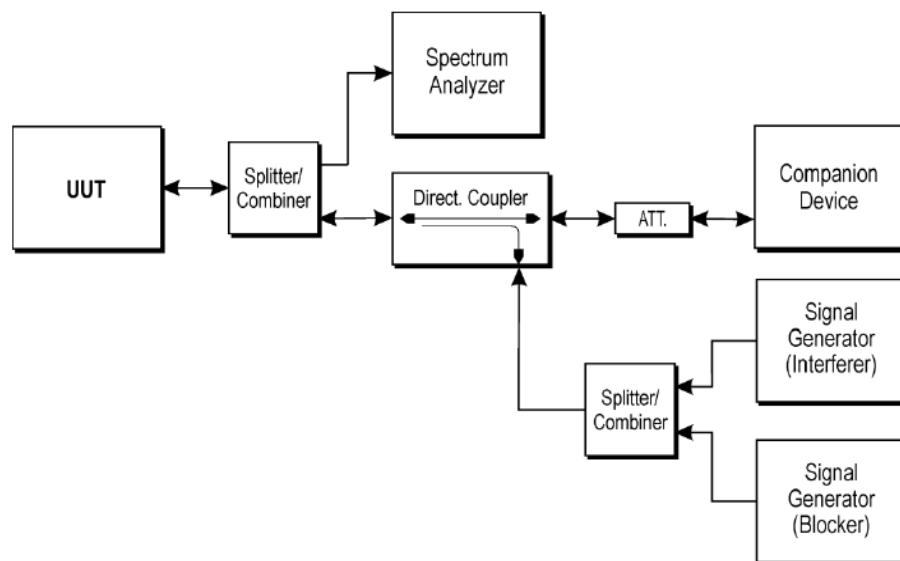 Spectrum
Analyzer
UUT
Splitter/
Combiner
Direct. Coupler
ATT.
Companion
Device
Signal
Generator
(Interferer)
Splitter/
Combiner
Signal
Generator
(Blocker)